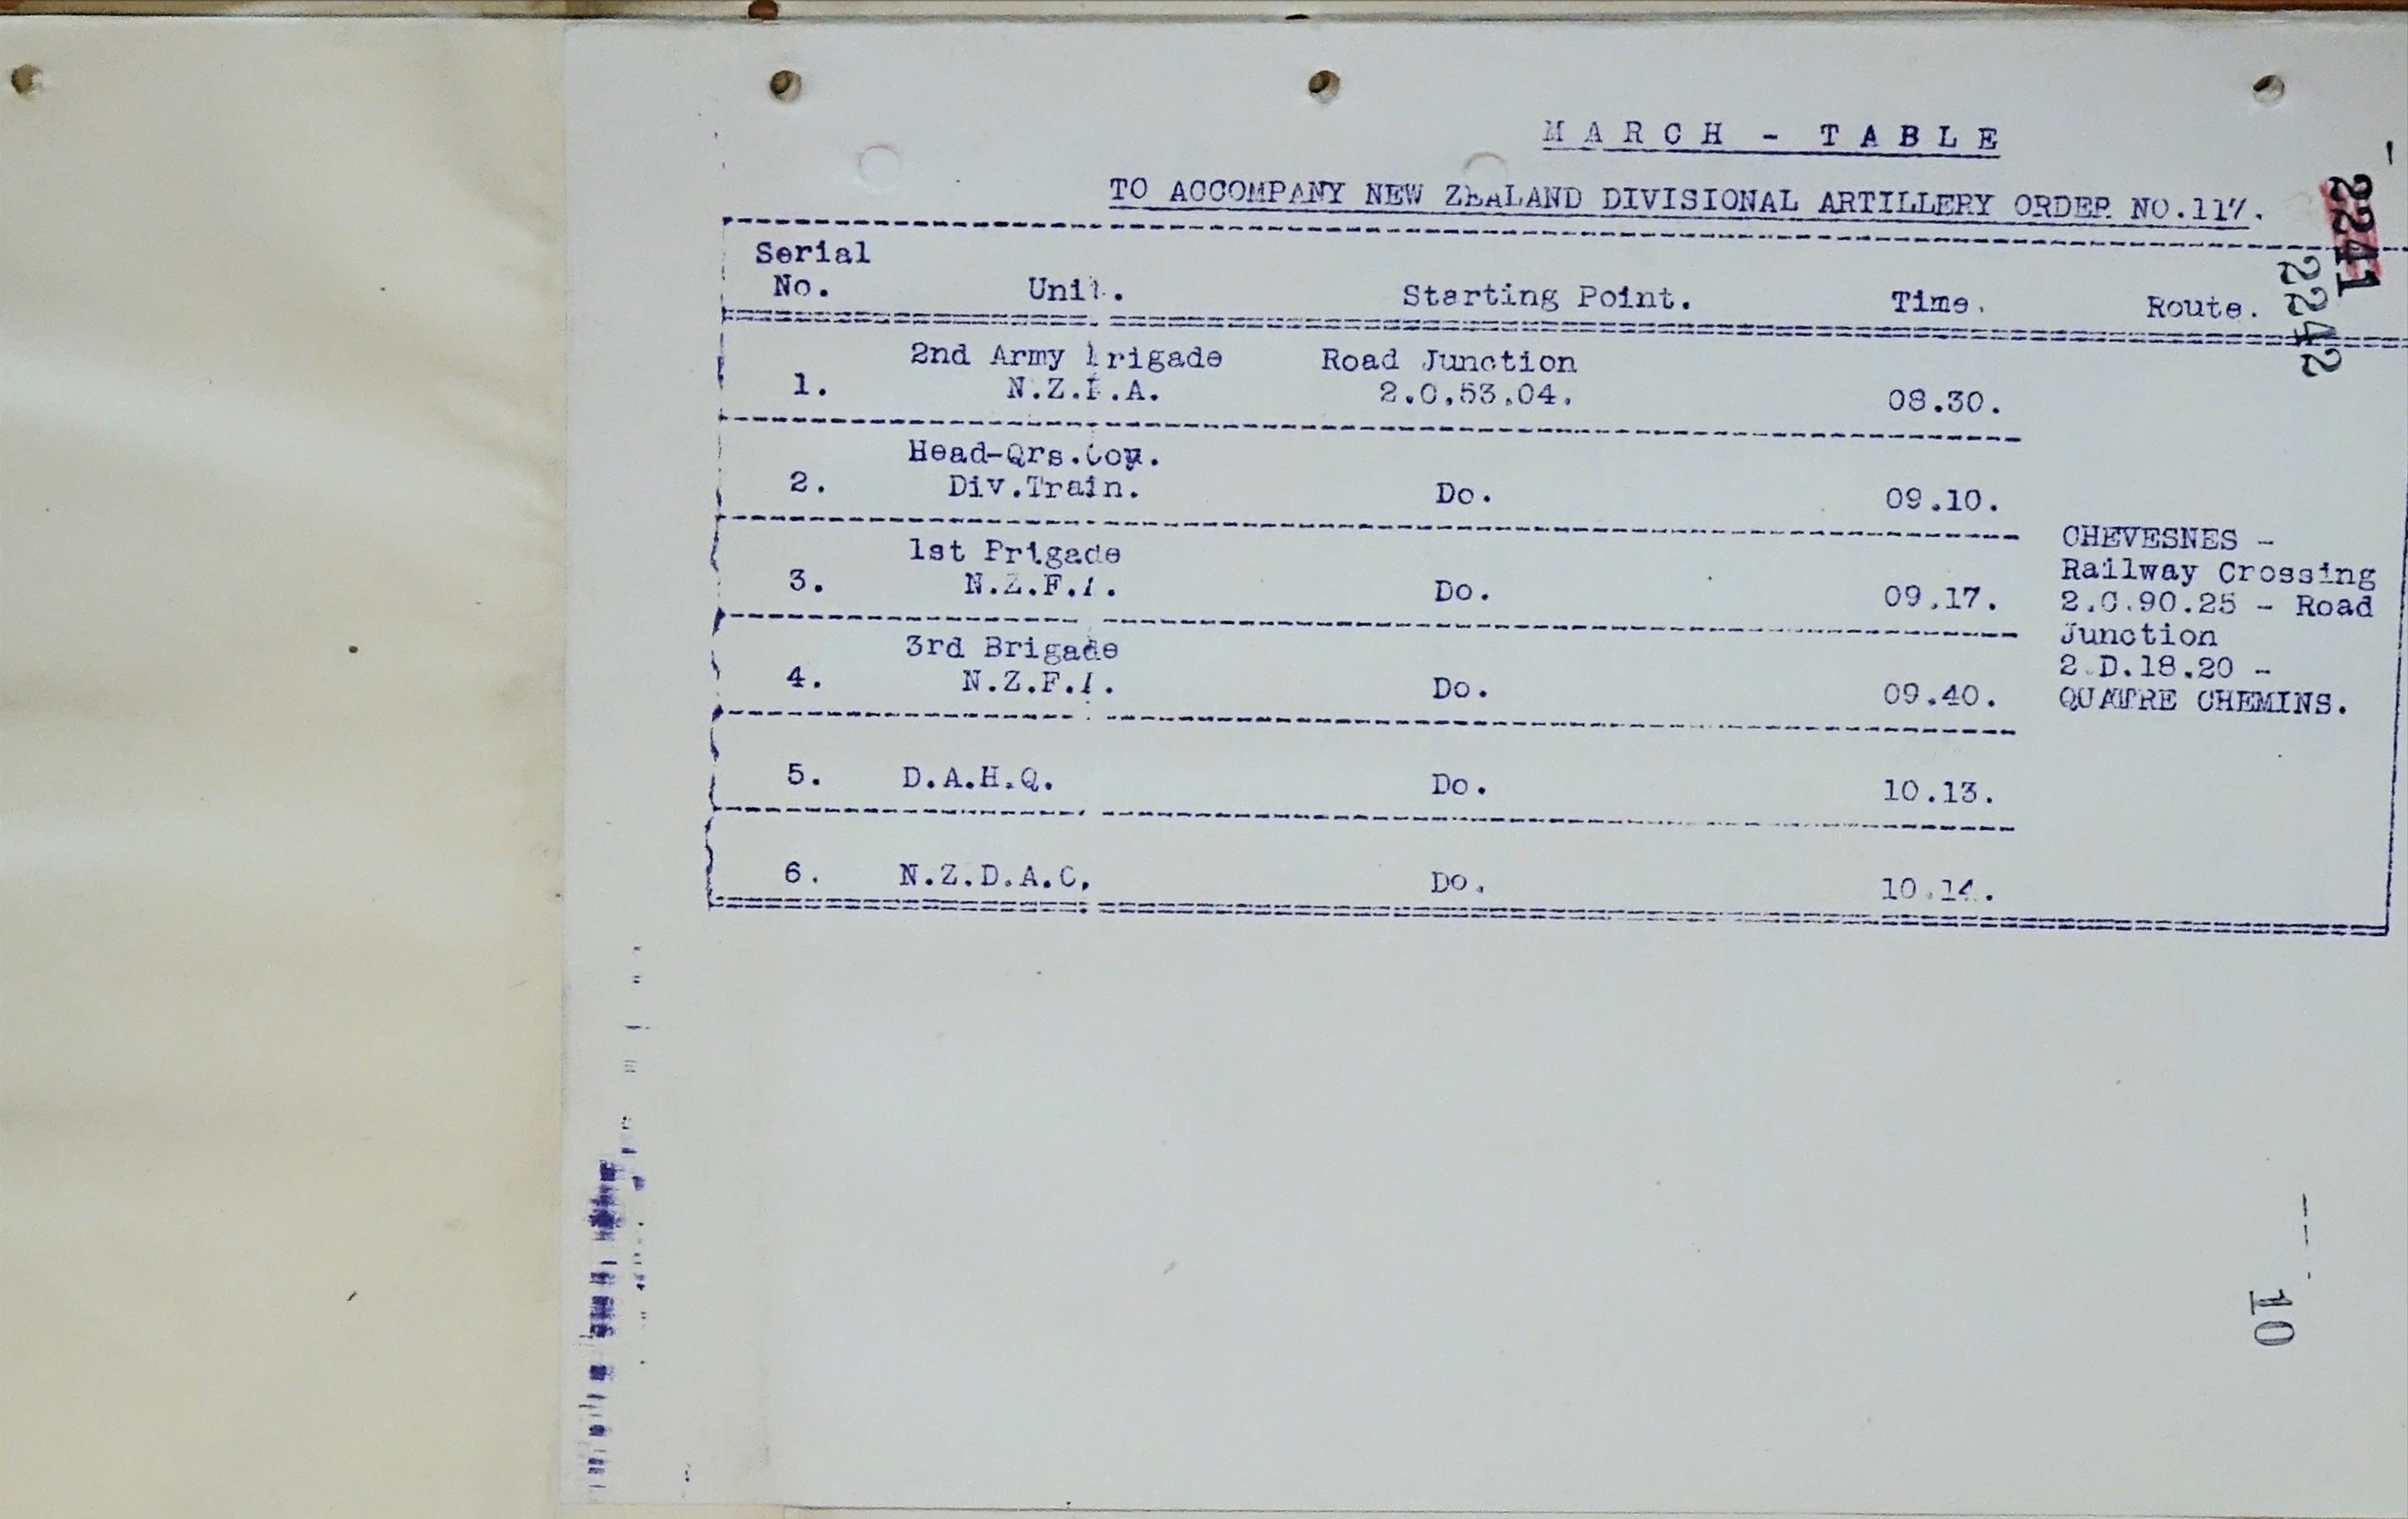 MARCH - TABLE
TO ACCOMPANY NEW ZEALAND DIVISIONAL ARTILLERY ORDER NO.117.
Serial
No. Unit. Starting Point. Time. Route.
2nd Army Brigade Road Junction
1. N.Z.F.A. 2.C.53.04. 08.30.
Head-Qrs.Coy.
2. Div.Train. Do. 09.10.
1st Brigade
3. N.Z.F.A. Do. 09.17.
3rd Brigade
4. N.Z.F.A. Do. 09.40.
5. D.A.H.Q. Do. 10.13.
6. N.Z.D.A.C. Do. 10.14.
CHEVESNES -
Railway Crossing
2.C.90.25 - Road
Junction
2.D.18.20 -
QUATRE CHEMINS.
2241
2242
10